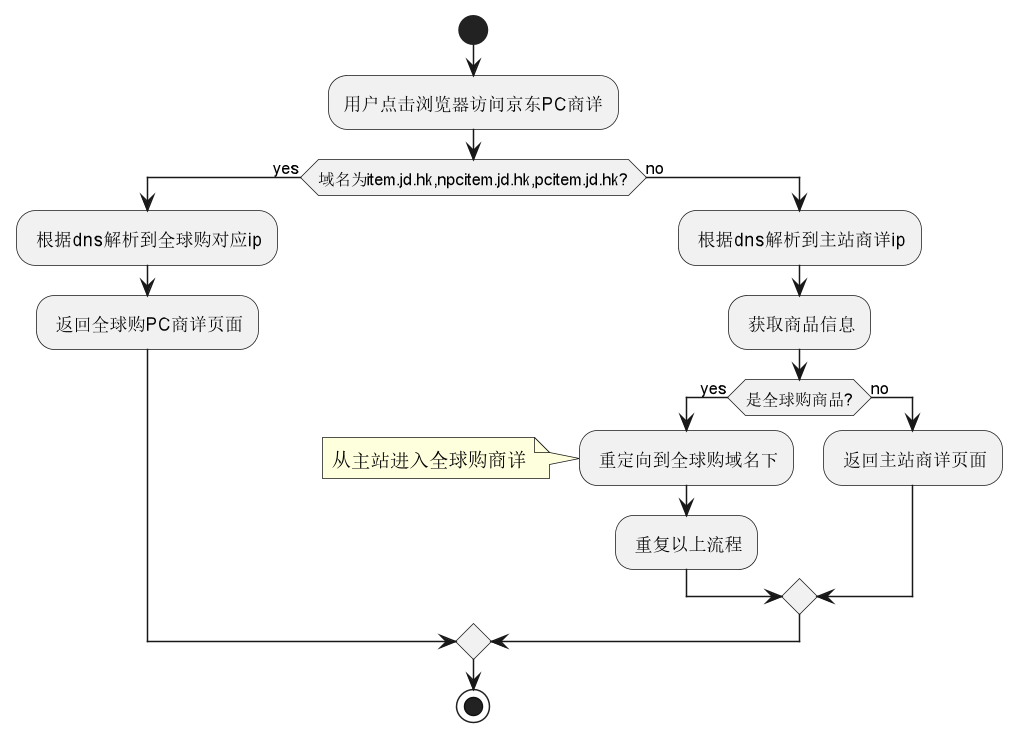 用户点击浏览器访问京东PC商详
yes
域名为item.jd.hk,npcitem.jd.hk,pcitem.jd.hk?
no
根据dns解析到全球购对应ip
根据dns解析到主站商详ip
返回全球购PC商详页面
获取商品信息
yes
是全球购商品?
no
从主站进入全球购商详
重定向到全球购域名下
返回主站商详页面
重复以上流程